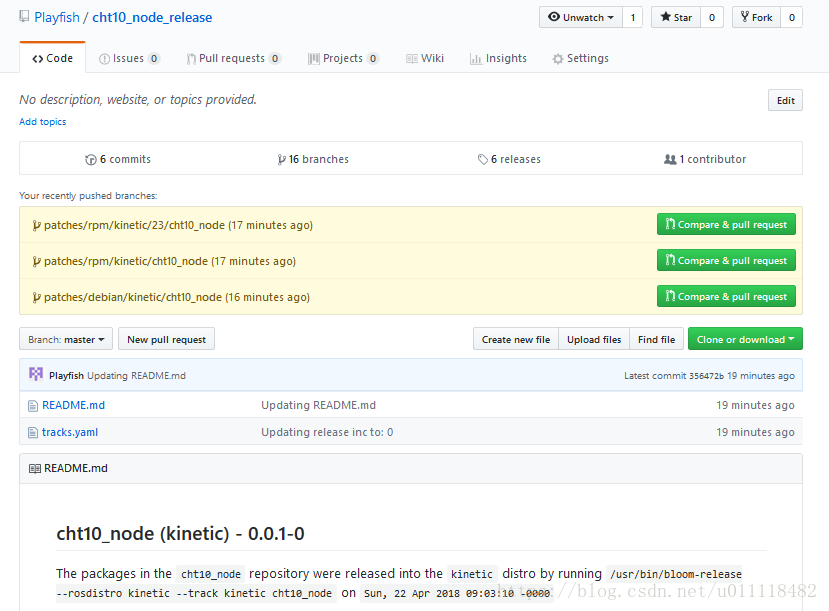 Playfish / cht10_node_release
Unwatch 1 Star 0 Fork 0
Code Issues 0 Pull requests 0 Projects 0 Wiki Insights Settings
No description, website, or topics provided.
Edit
Add topics
6 commits 16 branches 6 releases 1 contributor
Your recently pushed branches:
patches/rpm/kinetic/23/cht10_node (17 minutes ago) Compare & pull request
patches/rpm/kinetic/cht10_node (17 minutes ago) Compare & pull request
patches/debian/kinetic/cht10_node (16 minutes ago) Compare & pull request
Branch: master New pull request Create new file Upload files Find file Clone or download
Playfish Updating README.md Latest commit 356472b 19 minutes ago
README.md Updating README.md 19 minutes ago
tracks.yaml Updating release inc to: 0 19 minutes ago
README.md
cht10_node (kinetic) - 0.0.1-0
The packages in the cht10_node repository were released into the kinetic distro by running /usr/bin/bloom-release
--rosdistro kinetic --track kinetic cht10_node on Sun, 22 Apr 2018 09:03:10 -0000
https://blog.csdn.net/u011118482